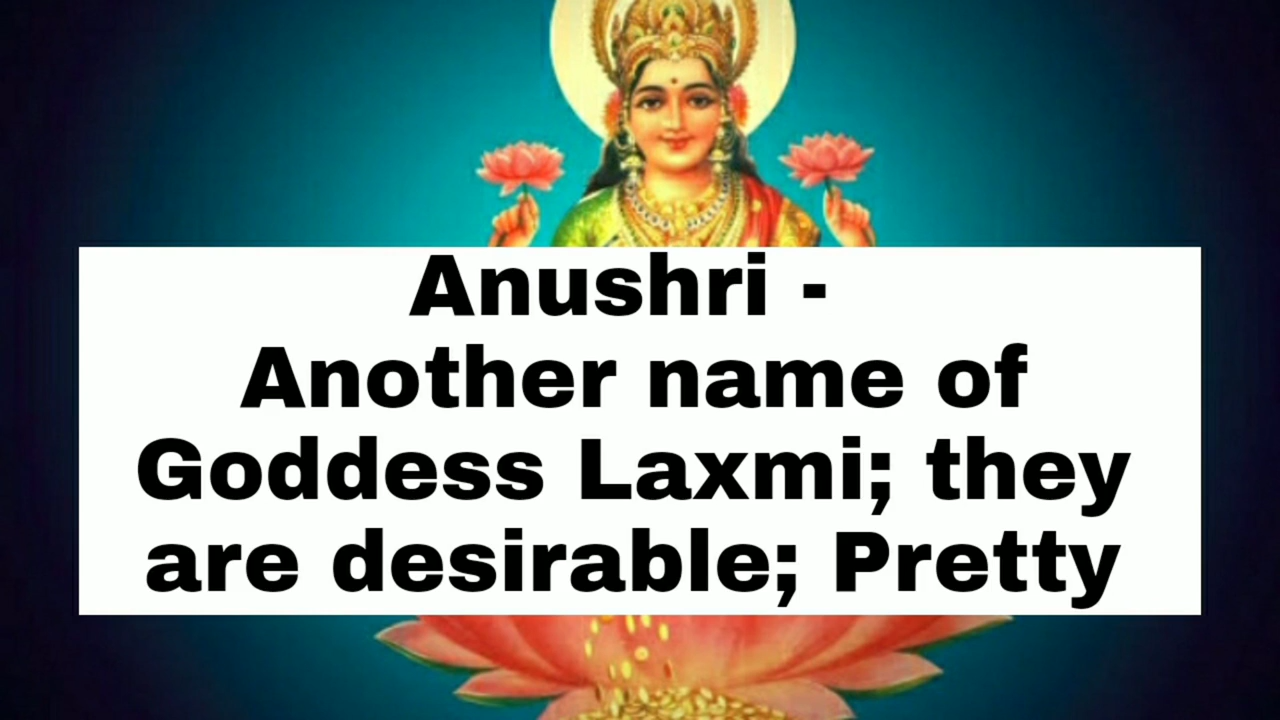 Anushri -
Another name of
Goddess Laxmi; they
are desirable; Pretty